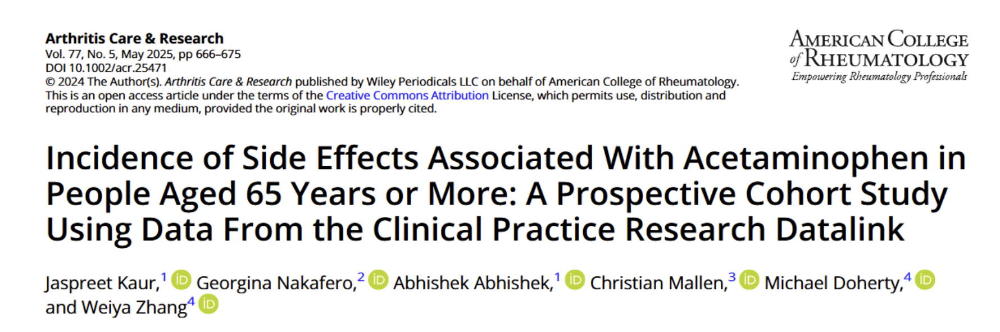 Arthritis Care & Research
Vol. 77, No. 5, May 2025, pp 666–675
DOI 10.1002/acr.25471
© 2024 The Author(s). Arthritis Care & Research published by Wiley Periodicals LLC on behalf of American College of Rheumatology.
This is an open access article under the terms of the Creative Commons Attribution License, which permits use, distribution and
reproduction in any medium, provided the original work is properly cited.
AMERICAN COLLEGE
of RHEUMATOLOGY
Empowering Rheumatology Professionals
Incidence of Side Effects Associated With Acetaminophen in
People Aged 65 Years or More: A Prospective Cohort Study
Using Data From the Clinical Practice Research Datalink
Jaspreet Kaur,1 iD Georgina Nakafero,2 iD Abhishek Abhishek,1 iD Christian Mallen,3 iD Michael Doherty,4 iD
and Weiya Zhang4 iD